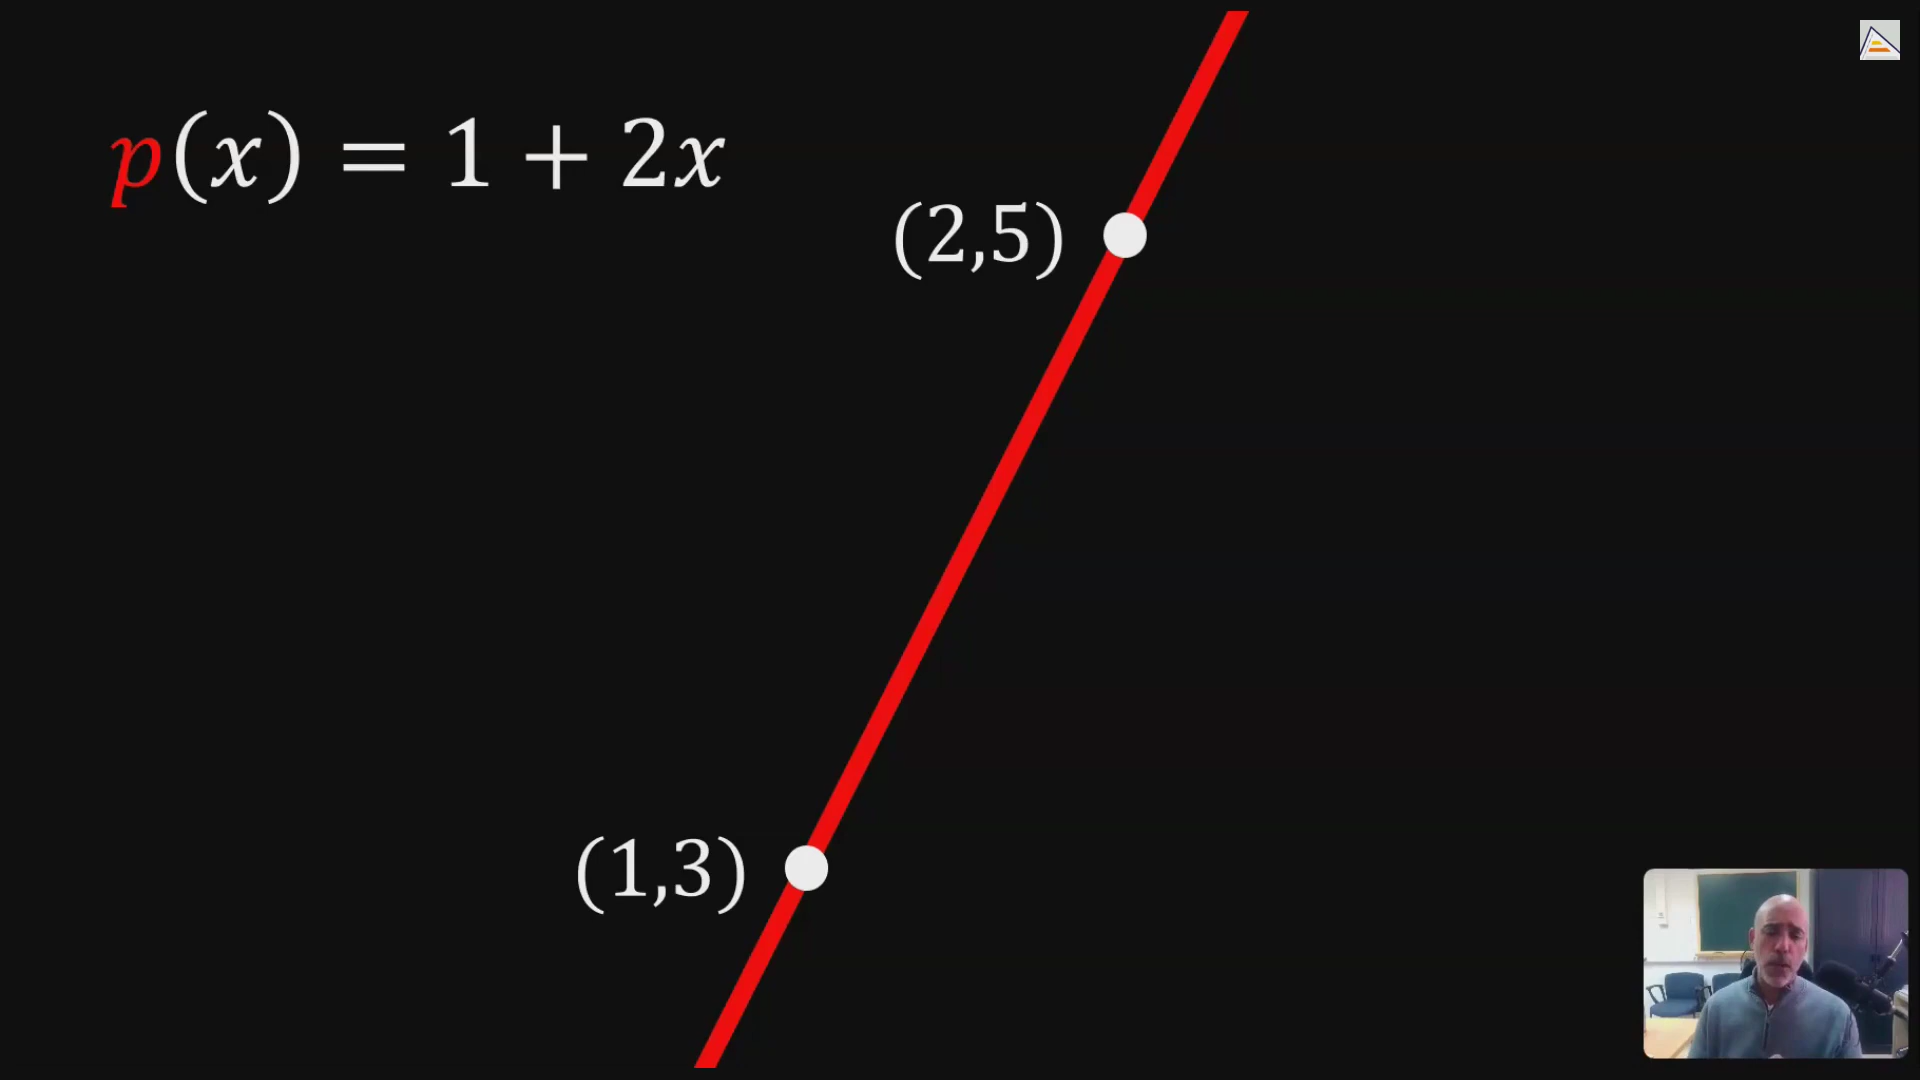 p(x) = 1 + 2x
(2,5)
(1,3)